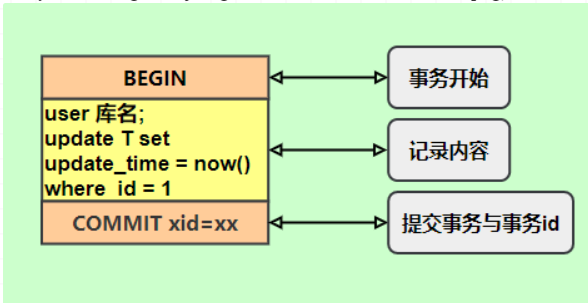 BEGIN
事务开始
user 库名;
update T set
update_time = now()
where id = 1
记录内容
COMMIT xid=xx
提交事务与事务id